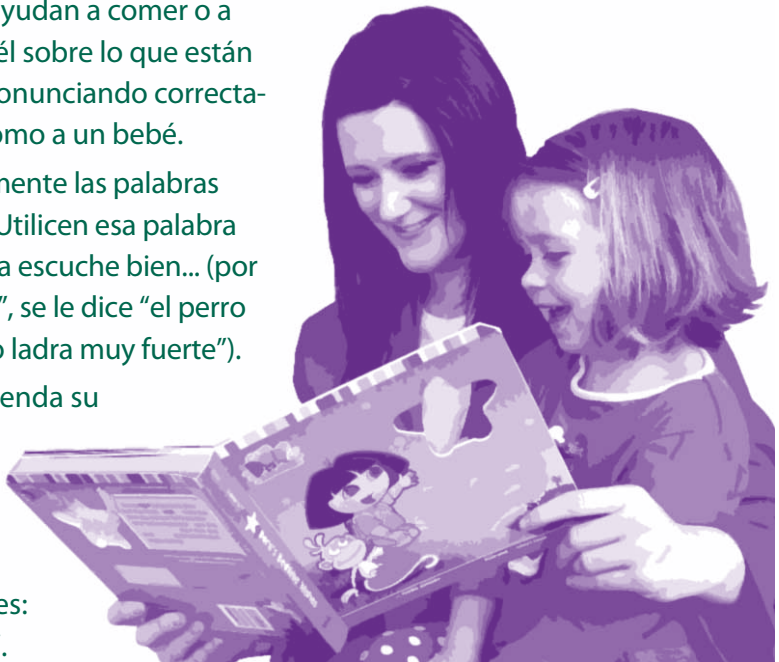 yudan a comer o a
él sobre lo que están
onunciando correcta-
omo a un bebé.
mente las palabras
Utilicen esa palabra
a escuche bien... (por
”, se le dice “el perro
o ladra muy fuerte”).
enda su
es:
.